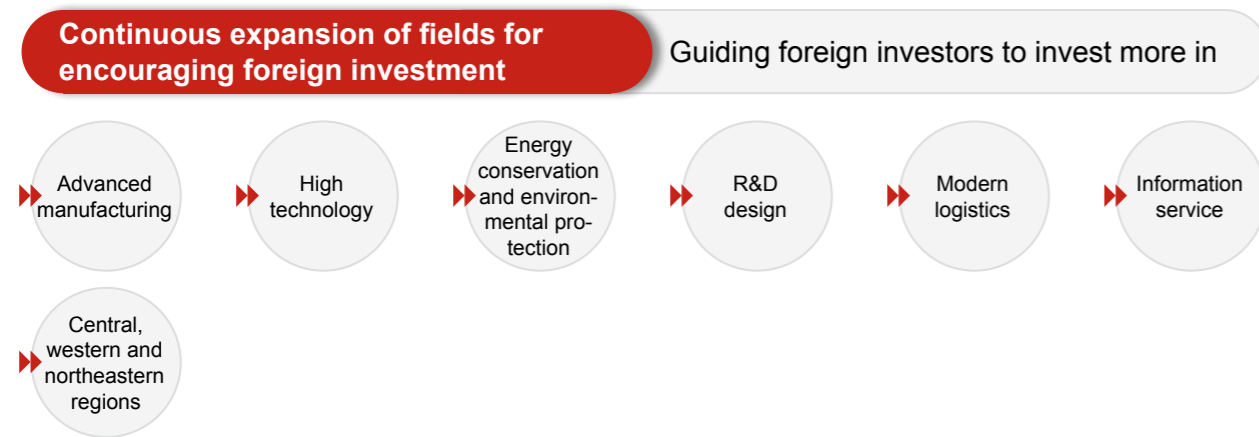 Continuous expansion of fields for
encouraging foreign investment
Guiding foreign investors to invest more in
Advanced
manufacturing
High
technology
Energy
conservation
and environ-
mental pro-
tection
R&D
design
Modern
logistics
Information
service
Central,
western and
northeastern
regions